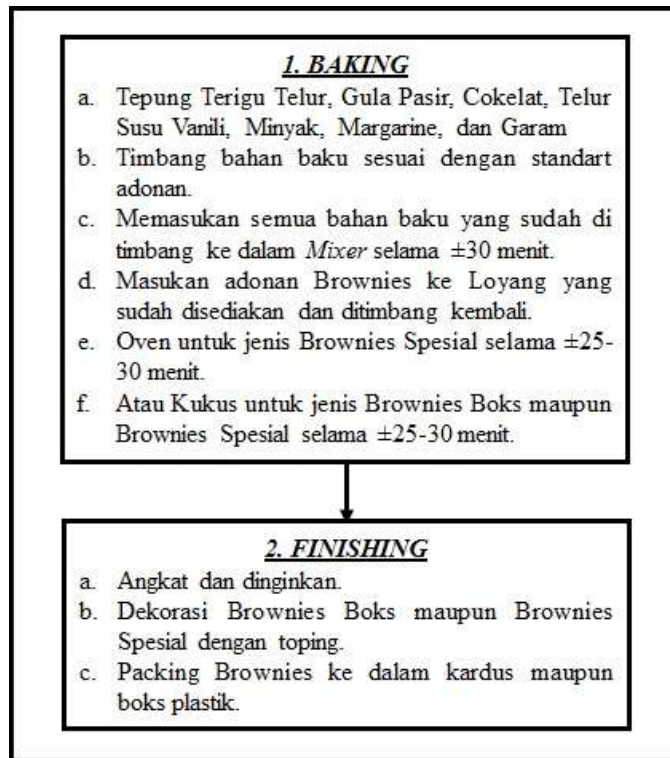 1. BAKING
a. Tepung Terigu Telur, Gula Pasir, Cokelat, Telur
Susu Vanili, Minyak, Margarine, dan Garam
b. Timbang bahan baku sesuai dengan standart
adonan.
c. Memasukan semua bahan baku yang sudah di
timbang ke dalam Mixer selama ±30 menit.
d. Masukan adonan Brownies ke Loyang yang
sudah disediakan dan ditimbang kembali.
e. Oven untuk jenis Brownies Spesial selama ±25-
30 menit.
f. Atau Kukus untuk jenis Brownies Boks maupun
Brownies Spesial selama ±25-30 menit.
2. FINISHING
a. Angkat dan dinginkan.
b. Dekorasi Brownies Boks maupun Brownies
Spesial dengan toping.
c. Packing Brownies ke dalam kardus maupun
boks plastik.